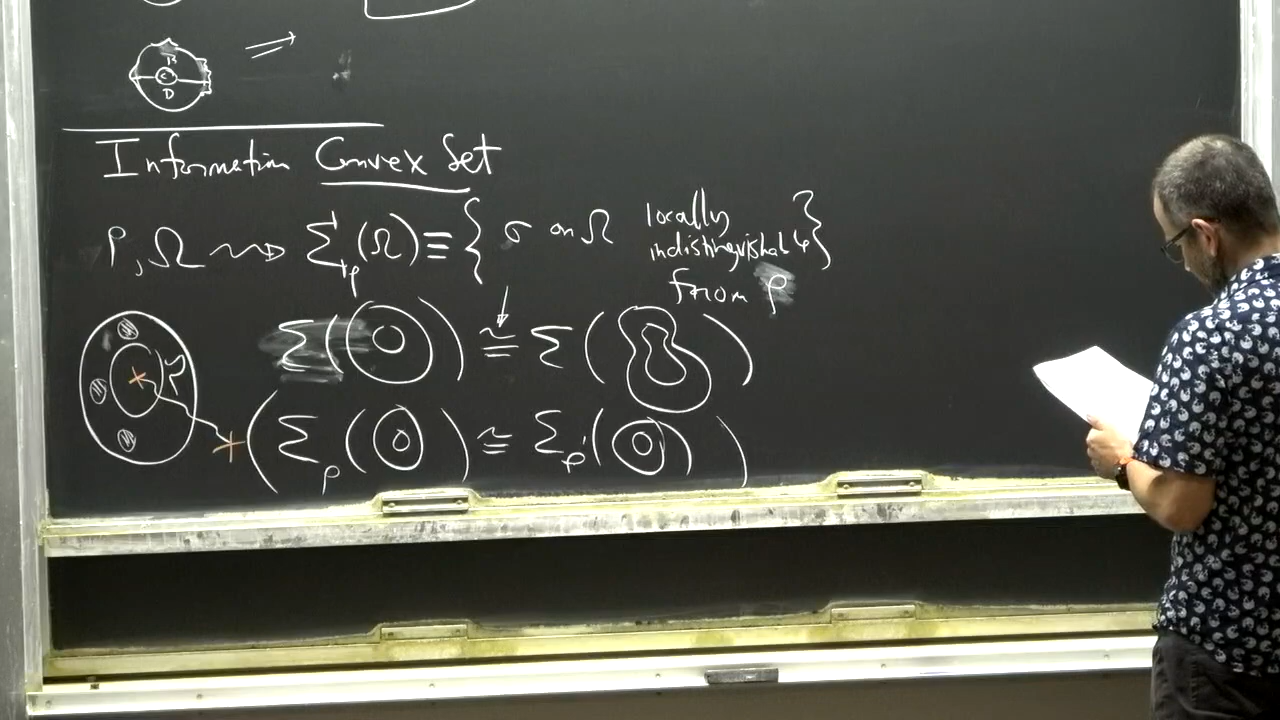 B
C
D
⇒
Information Convex Set
ρ, Ω ⇝ Σ_ρ(Ω) ≡ { σ on Ω locally indistinguishable } from ρ
Σ( ) ≅ Σ( )
( Σ_ρ( ) ≅ Σ_ρ'( ) )